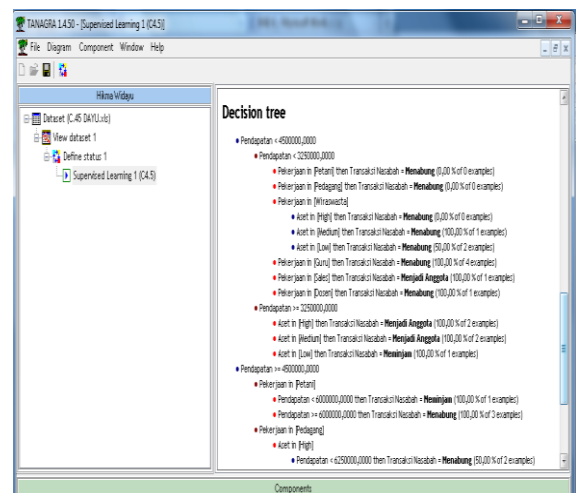 TANAGRA 1.4.50 - [Supervised Learning 1 (C4.5)]
File Diagram Component Window Help
Hikma Widayu
Dataset (C.45 DAYU.xls)
View dataset 1
Define status 1
Supervised Learning 1 (C4.5)
Decision tree
Pendapatan < 4500000,0000
Pendapatan < 3250000,0000
Pekerjaan in [Petani] then Transaksi Nasabah = Menabung (0,00 % of 0 examples)
Pekerjaan in [Pedagang] then Transaksi Nasabah = Menabung (0,00 % of 0 examples)
Pekerjaan in [Wiraswasta]
Aset in [High] then Transaksi Nasabah = Menabung (0,00 % of 0 examples)
Aset in [Medium] then Transaksi Nasabah = Menabung (100,00 % of 1 examples)
Aset in [Low] then Transaksi Nasabah = Menabung (50,00 % of 2 examples)
Pekerjaan in [Guru] then Transaksi Nasabah = Menabung (100,00 % of 4 examples)
Pekerjaan in [Sales] then Transaksi Nasabah = Menjadi Anggota (100,00 % of 1 examples)
Pekerjaan in [Dosen] then Transaksi Nasabah = Menabung (100,00 % of 1 examples)
Pendapatan >= 3250000,0000
Aset in [High] then Transaksi Nasabah = Menjadi Anggota (100,00 % of 2 examples)
Aset in [Medium] then Transaksi Nasabah = Menjadi Anggota (100,00 % of 2 examples)
Aset in [Low] then Transaksi Nasabah = Meminjam (100,00 % of 1 examples)
Pendapatan >= 4500000,0000
Pekerjaan in [Petani]
Pendapatan < 6000000,0000 then Transaksi Nasabah = Meminjam (100,00 % of 1 examples)
Pendapatan >= 6000000,0000 then Transaksi Nasabah = Menabung (100,00 % of 3 examples)
Pekerjaan in [Pedagang]
Aset in [High]
Pendapatan < 6250000,0000 then Transaksi Nasabah = Menabung (50,00 % of 2 examples)
Components